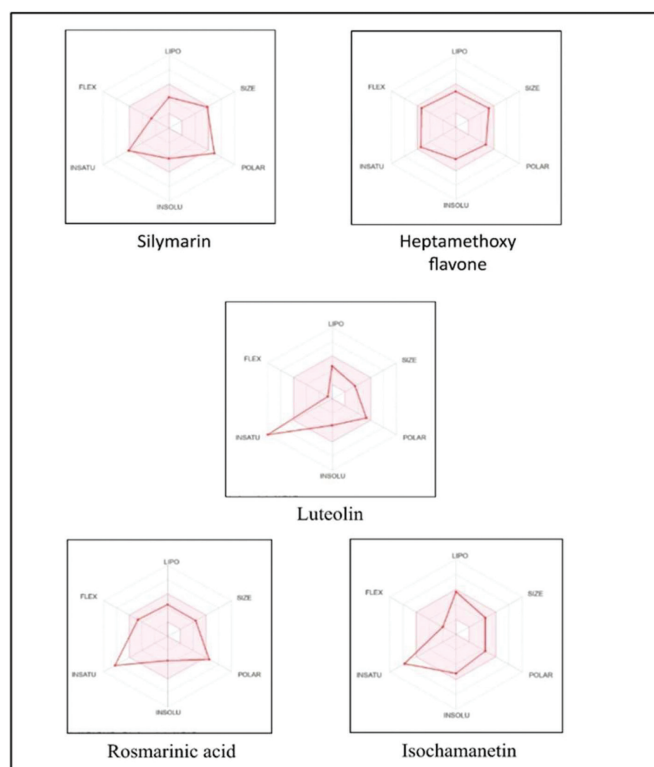 LIPO
FLEX
SIZE
INSATU
POLAR
INSOLU
Silymarin
LIPO
FLEX
SIZE
INSATU
POLAR
INSOLU
Heptamethoxy
flavone
LIPO
FLEX
SIZE
INSATU
POLAR
INSOLU
Luteolin
LIPO
FLEX
SIZE
INSATU
POLAR
INSOLU
Rosmarinic acid
LIPO
FLEX
SIZE
INSATU
POLAR
INSOLU
Isochamanetin